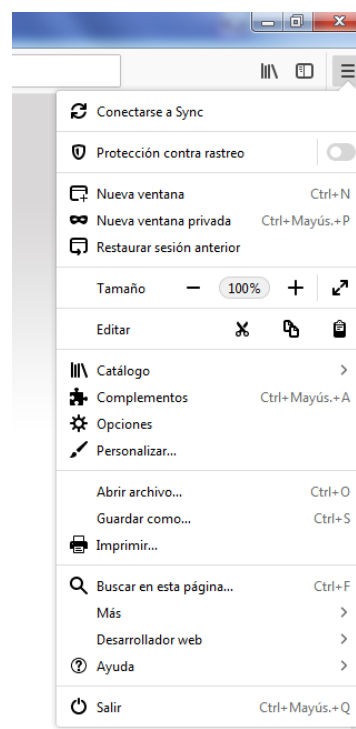 Conectarse a Sync
Protección contra rastreo
Nueva ventana Ctrl+N
Nueva ventana privada Ctrl+Mayús.+P
Restaurar sesión anterior
Tamaño − 100% +
Editar
Catálogo
Complementos Ctrl+Mayús.+A
Opciones
Personalizar...
Abrir archivo... Ctrl+O
Guardar como... Ctrl+S
Imprimir...
Buscar en esta página... Ctrl+F
Más
Desarrollador web
Ayuda
Salir Ctrl+Mayús.+Q